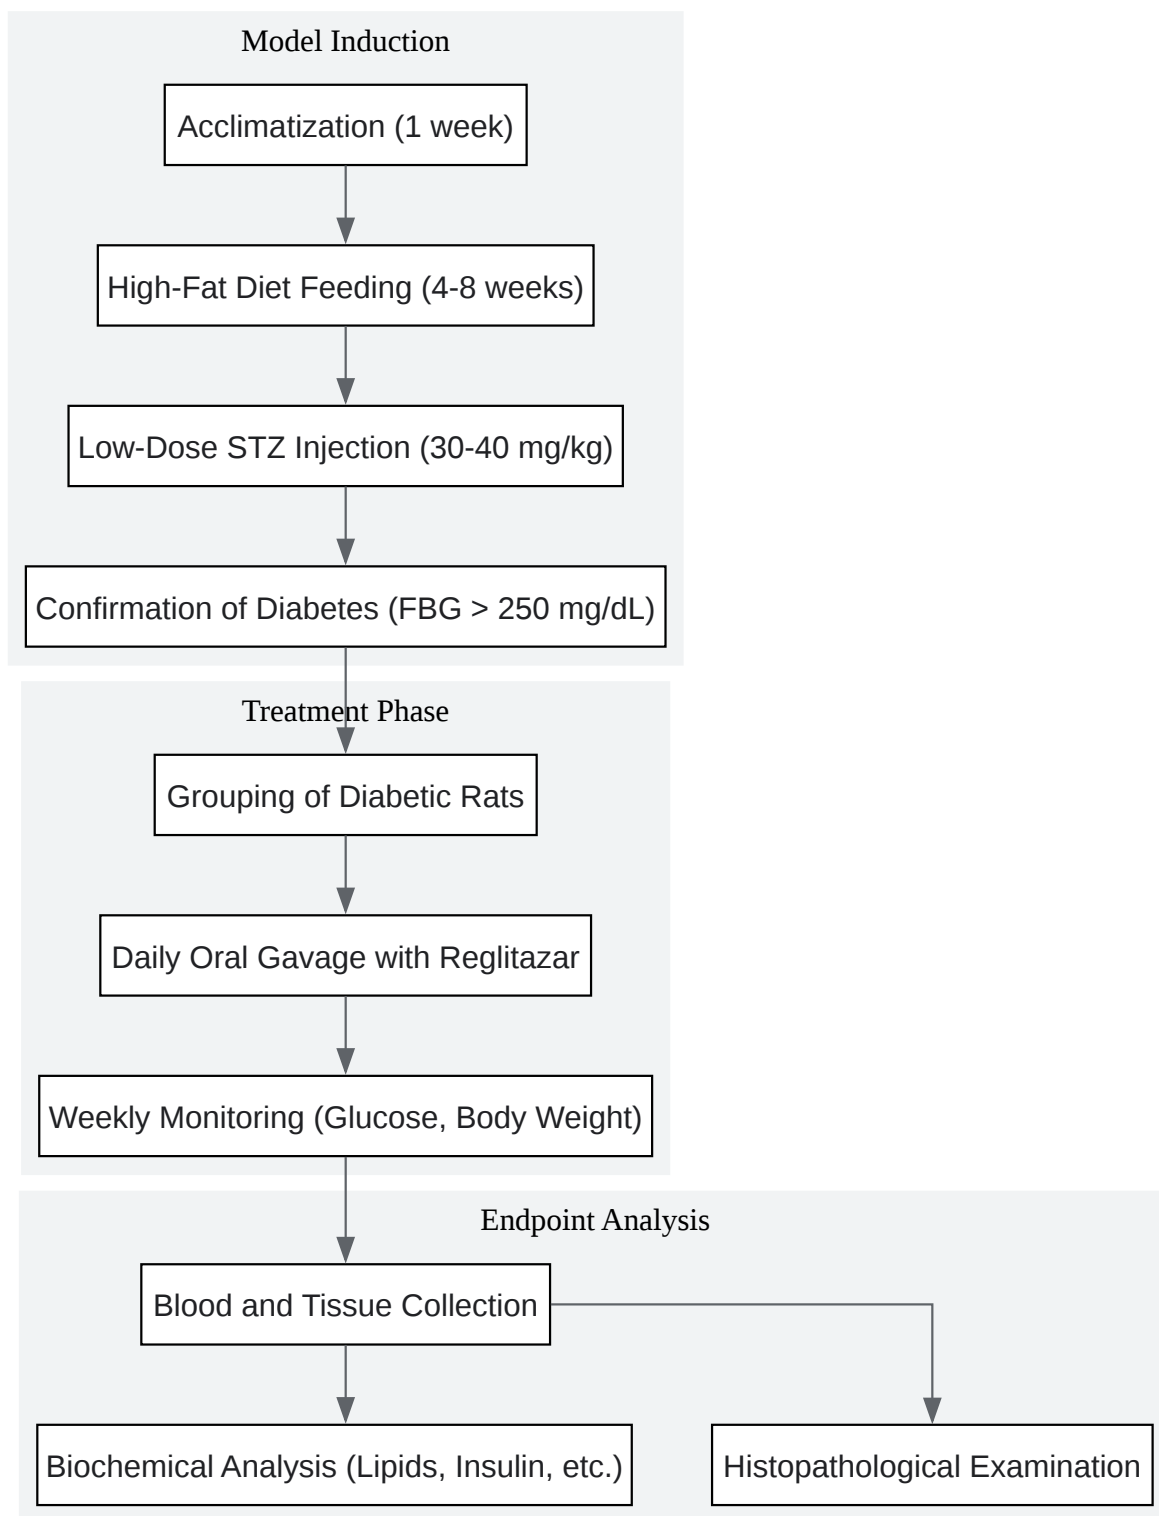 Model Induction
Acclimatization (1 week)
High-Fat Diet Feeding (4-8 weeks)
Low-Dose STZ Injection (30-40 mg/kg)
Confirmation of Diabetes (FBG > 250 mg/dL)
Treatment Phase
Grouping of Diabetic Rats
Daily Oral Gavage with Reglitazar
Weekly Monitoring (Glucose, Body Weight)
Endpoint Analysis
Blood and Tissue Collection
Biochemical Analysis (Lipids, Insulin, etc.)
Histopathological Examination